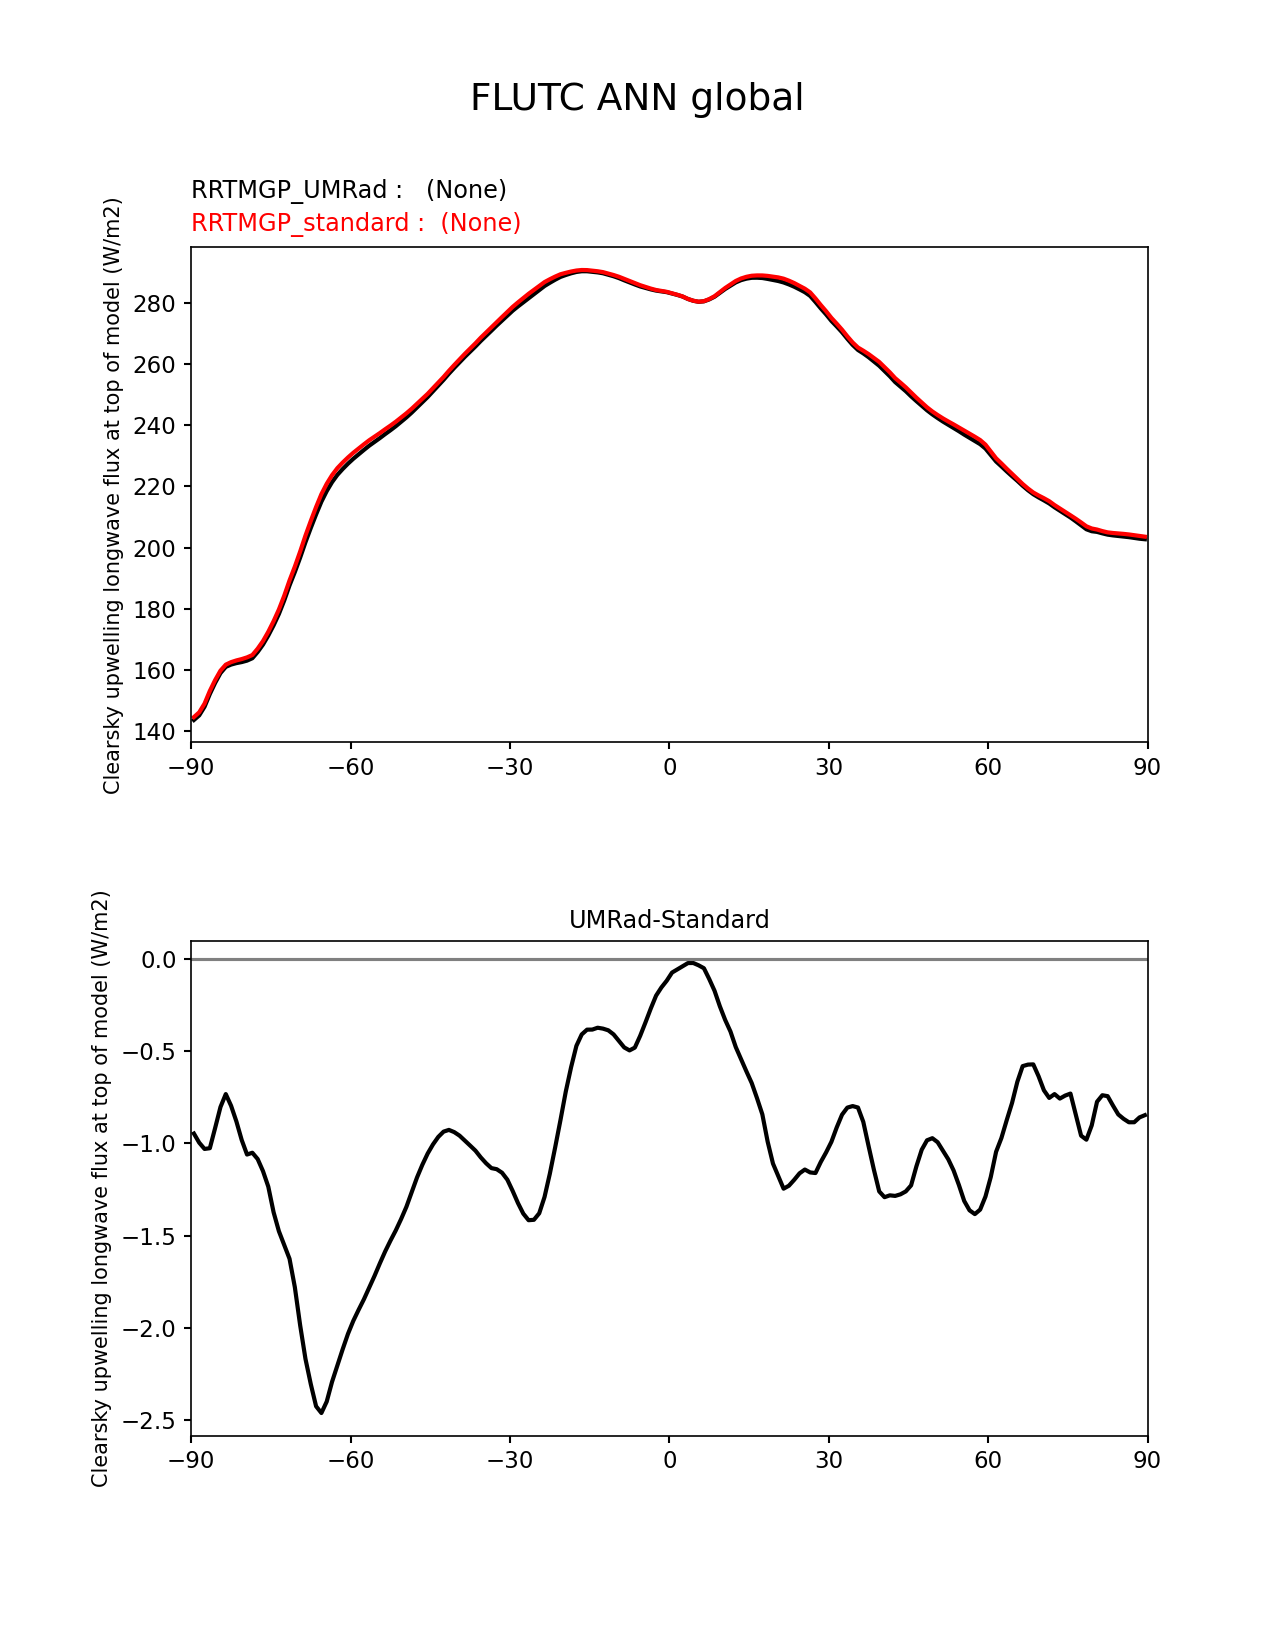 FLUTC ANN global
RRTMGP_UMRad :   (None)
RRTMGP_standard :  (None)
Clearsky upwelling longwave flux at top of model (W/m2)
280
260
240
220
200
180
160
140
−90 −60 −30 0 30 60 90
UMRad-Standard
Clearsky upwelling longwave flux at top of model (W/m2)
0.0
−0.5
−1.0
−1.5
−2.0
−2.5
−90 −60 −30 0 30 60 90